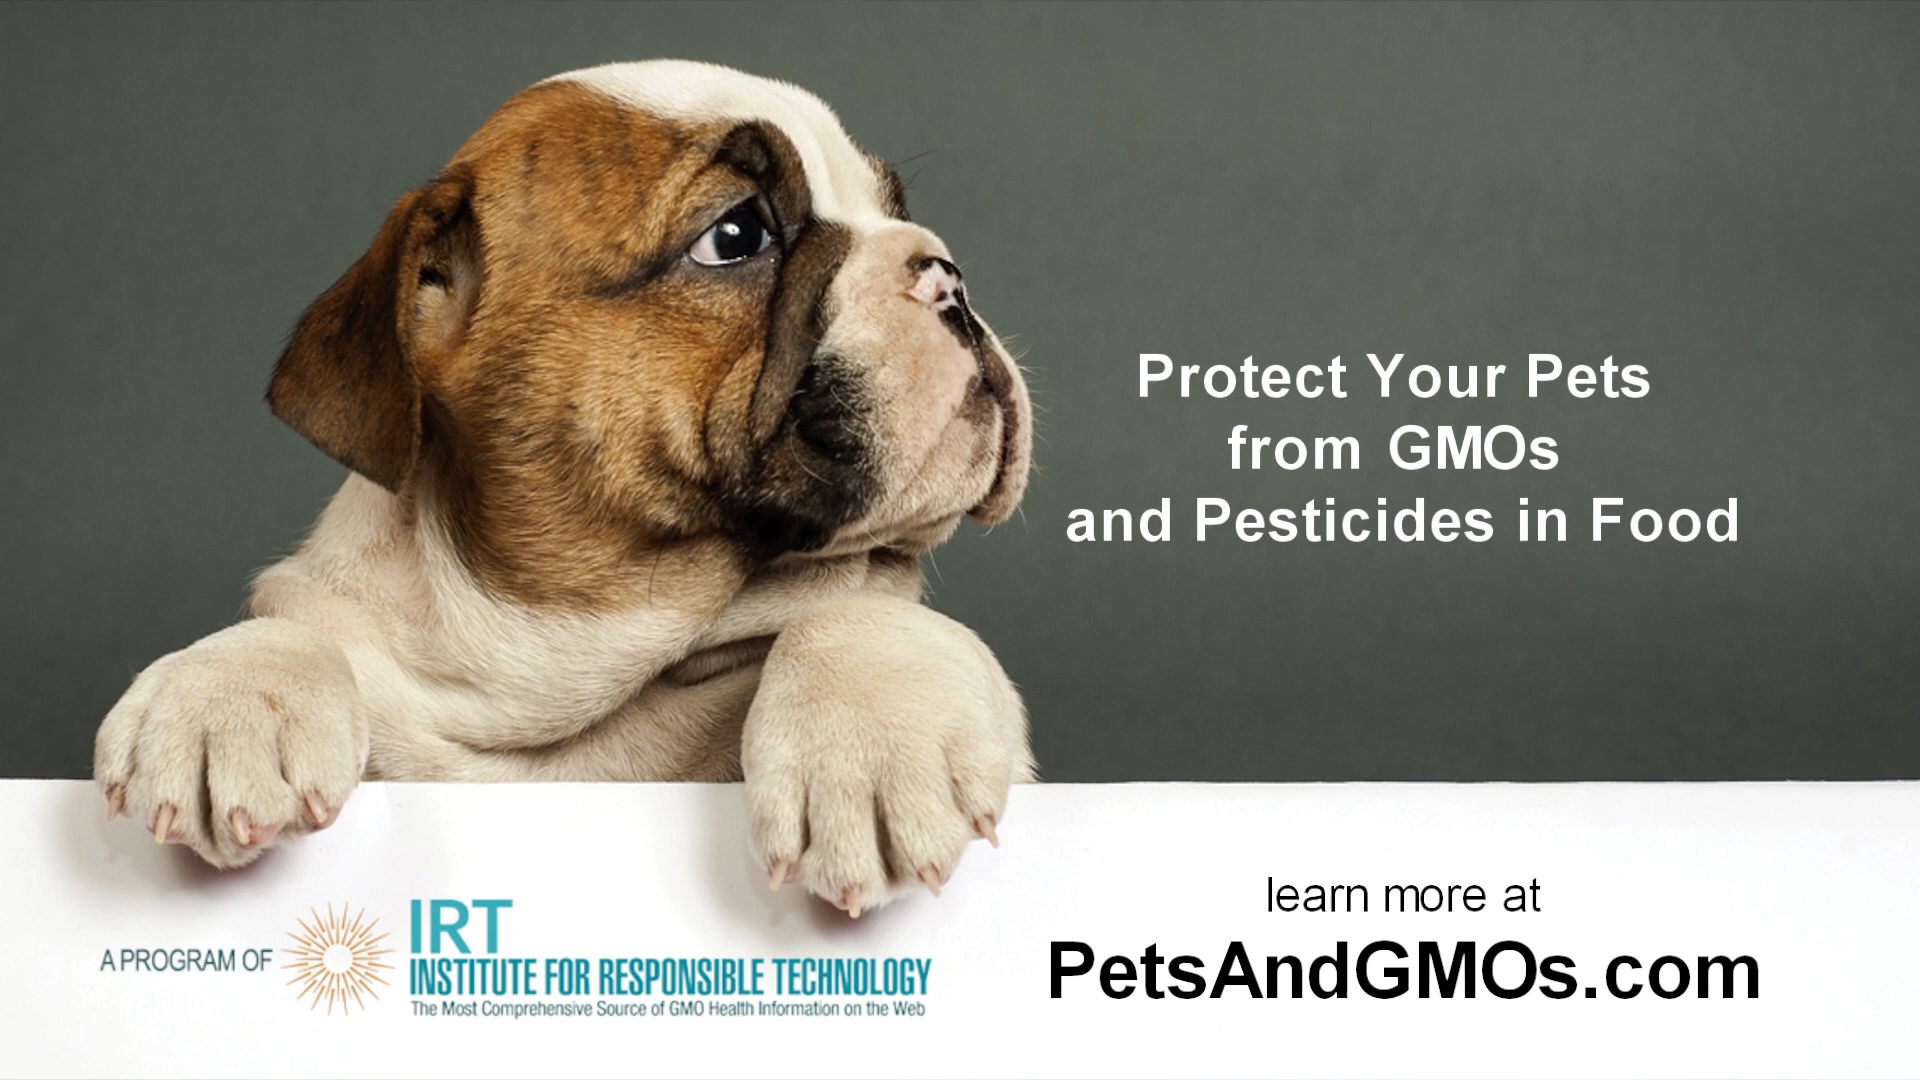 Protect Your Pets
from GMOs
and Pesticides in Food
learn more at
PetsAndGMOs.com
A PROGRAM OF
IRT
INSTITUTE FOR RESPONSIBLE TECHNOLOGY
The Most Comprehensive Source of GMO Health Information on the Web